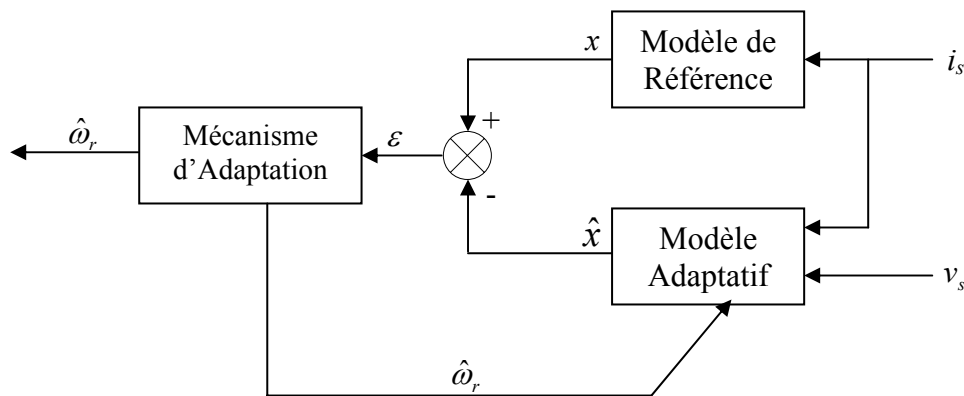 x
Modèle de
Référence
i_s
+
ω̂_r
Mécanisme
d’Adaptation
ε
-
x̂
Modèle
Adaptatif
v_s
ω̂_r